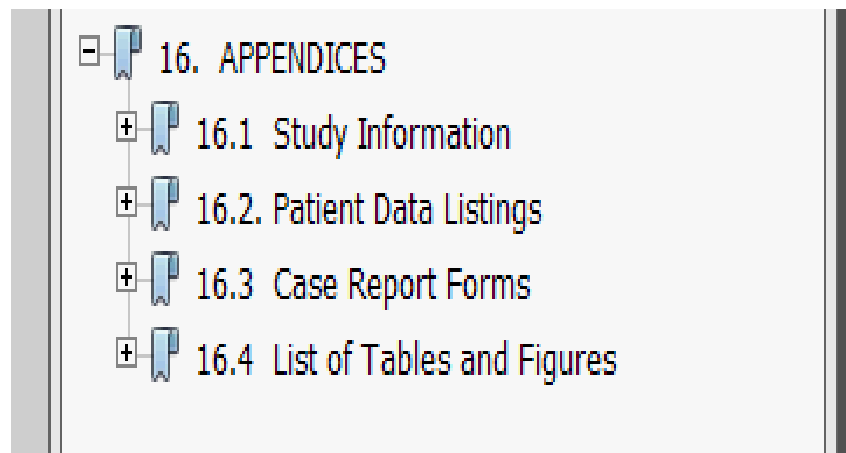 16. APPENDICES
16.1 Study Information
16.2. Patient Data Listings
16.3 Case Report Forms
16.4 List of Tables and Figures